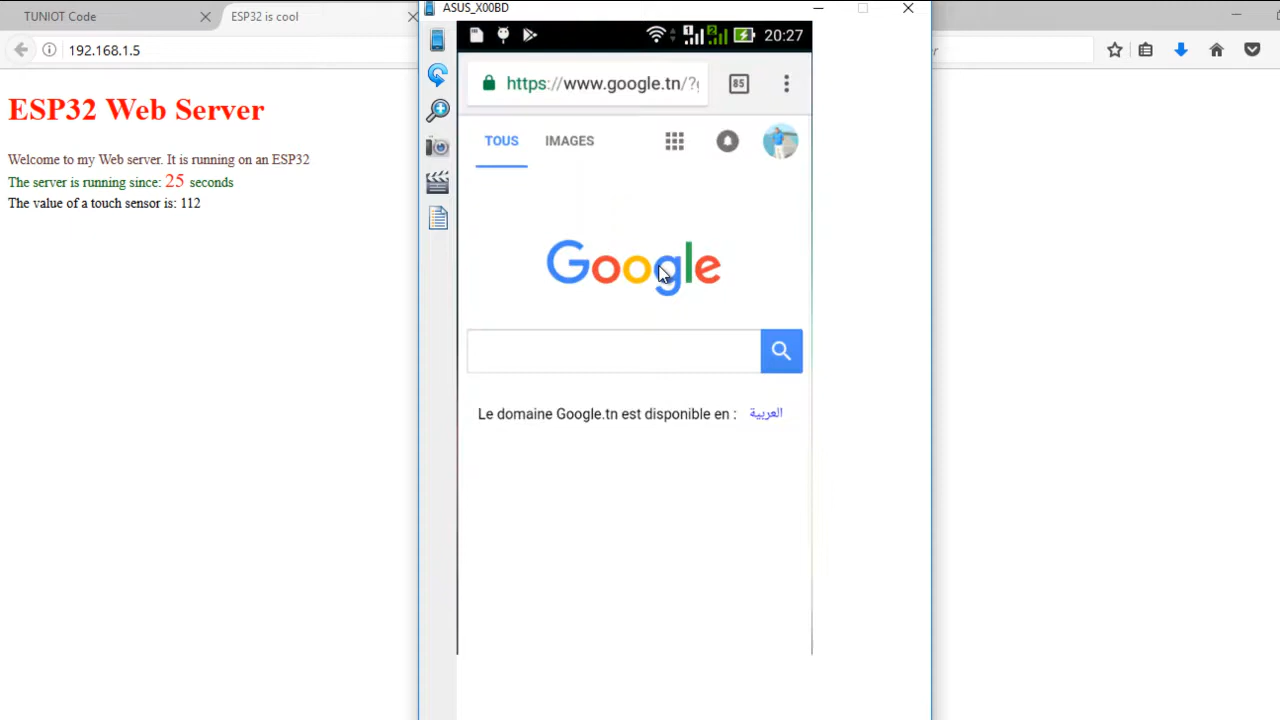 TUNIOT Code
ESP32 is cool
192.168.1.5
ESP32 Web Server
Welcome to my Web server. It is running on an ESP32
The server is running since: 25 seconds
The value of a touch sensor is: 112
ASUS_X00BD
20:27
https://www.google.tn/?
85
TOUS IMAGES
Google
Le domaine Google.tn est disponible en : العربية